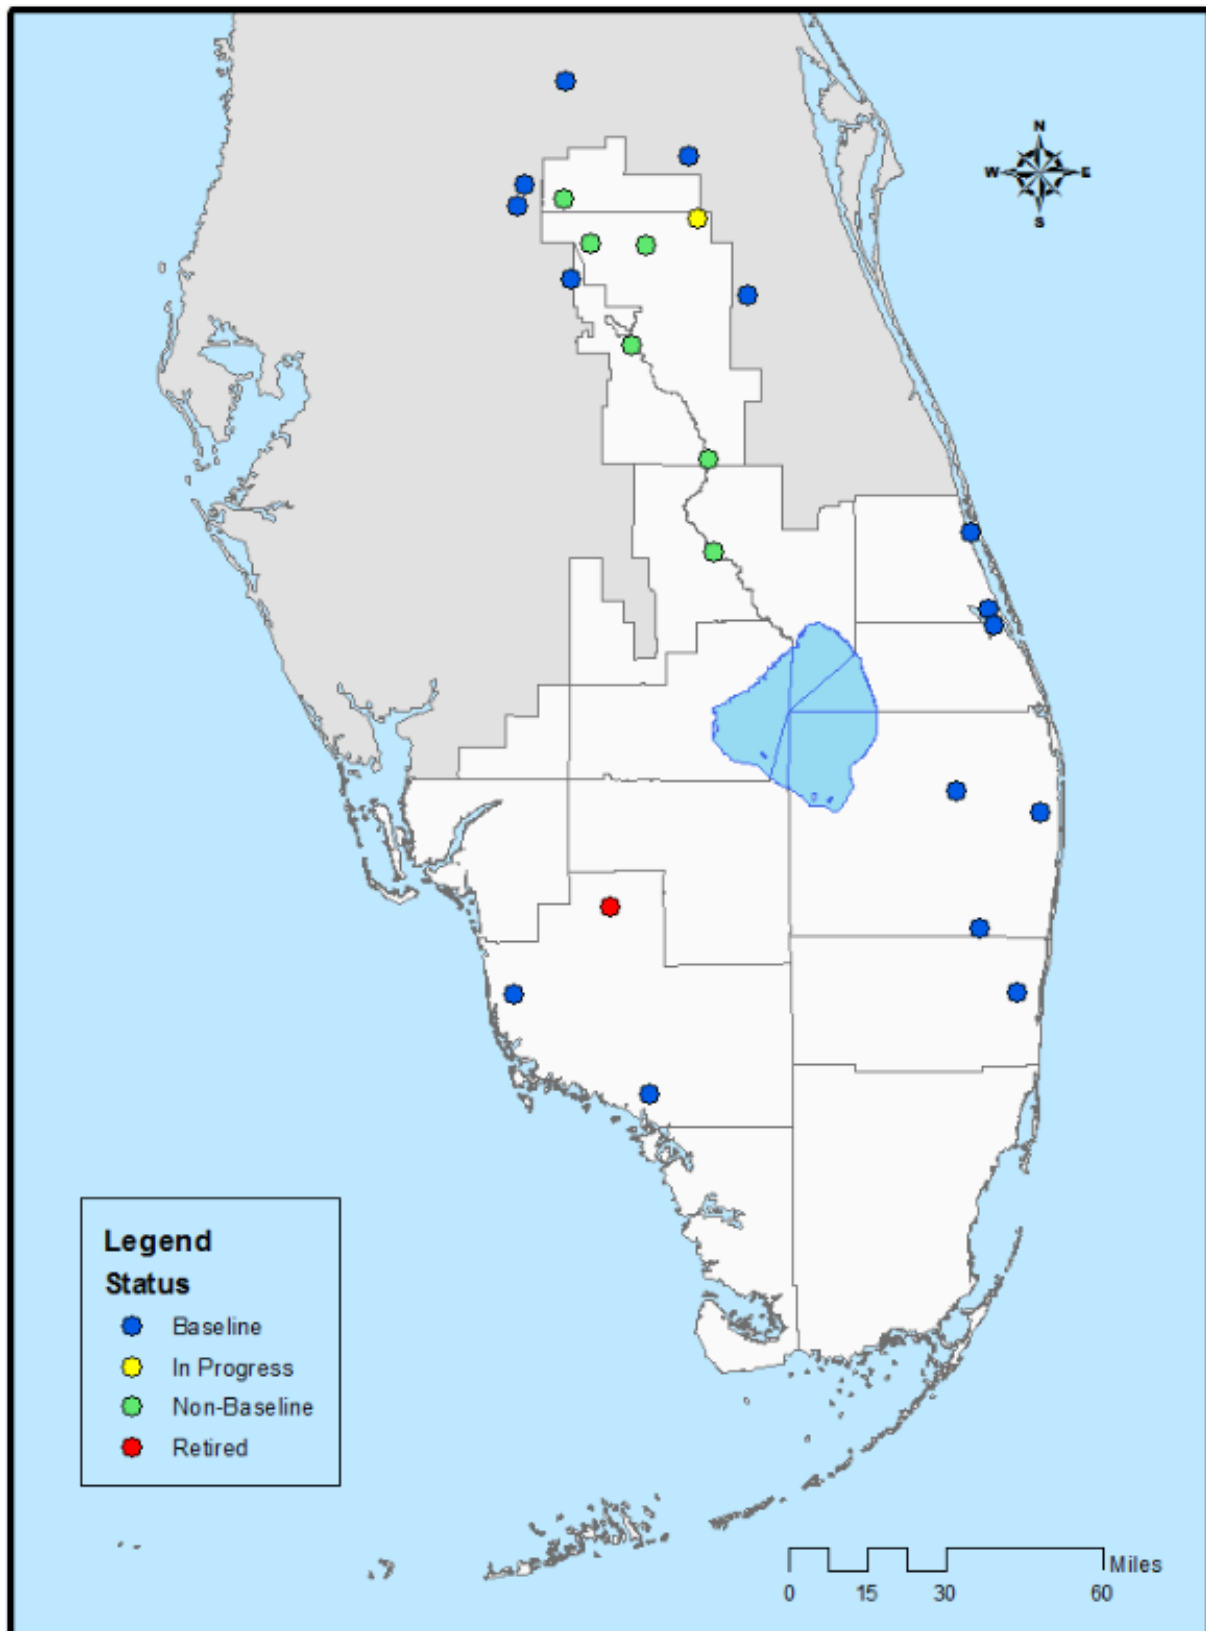 N
W E
S
Legend
Status
Baseline
In Progress
Non-Baseline
Retired
Miles
0 15 30 60